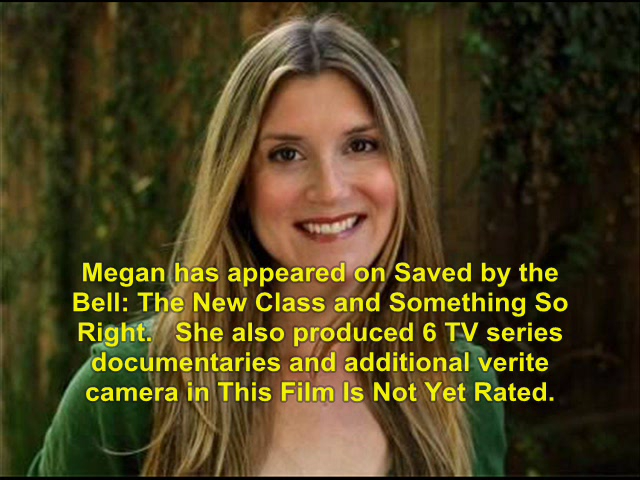 Megan has appeared on Saved by the
Bell: The New Class and Something So
Right.   She also produced 6 TV series
documentaries and additional verite
camera in This Film Is Not Yet Rated.